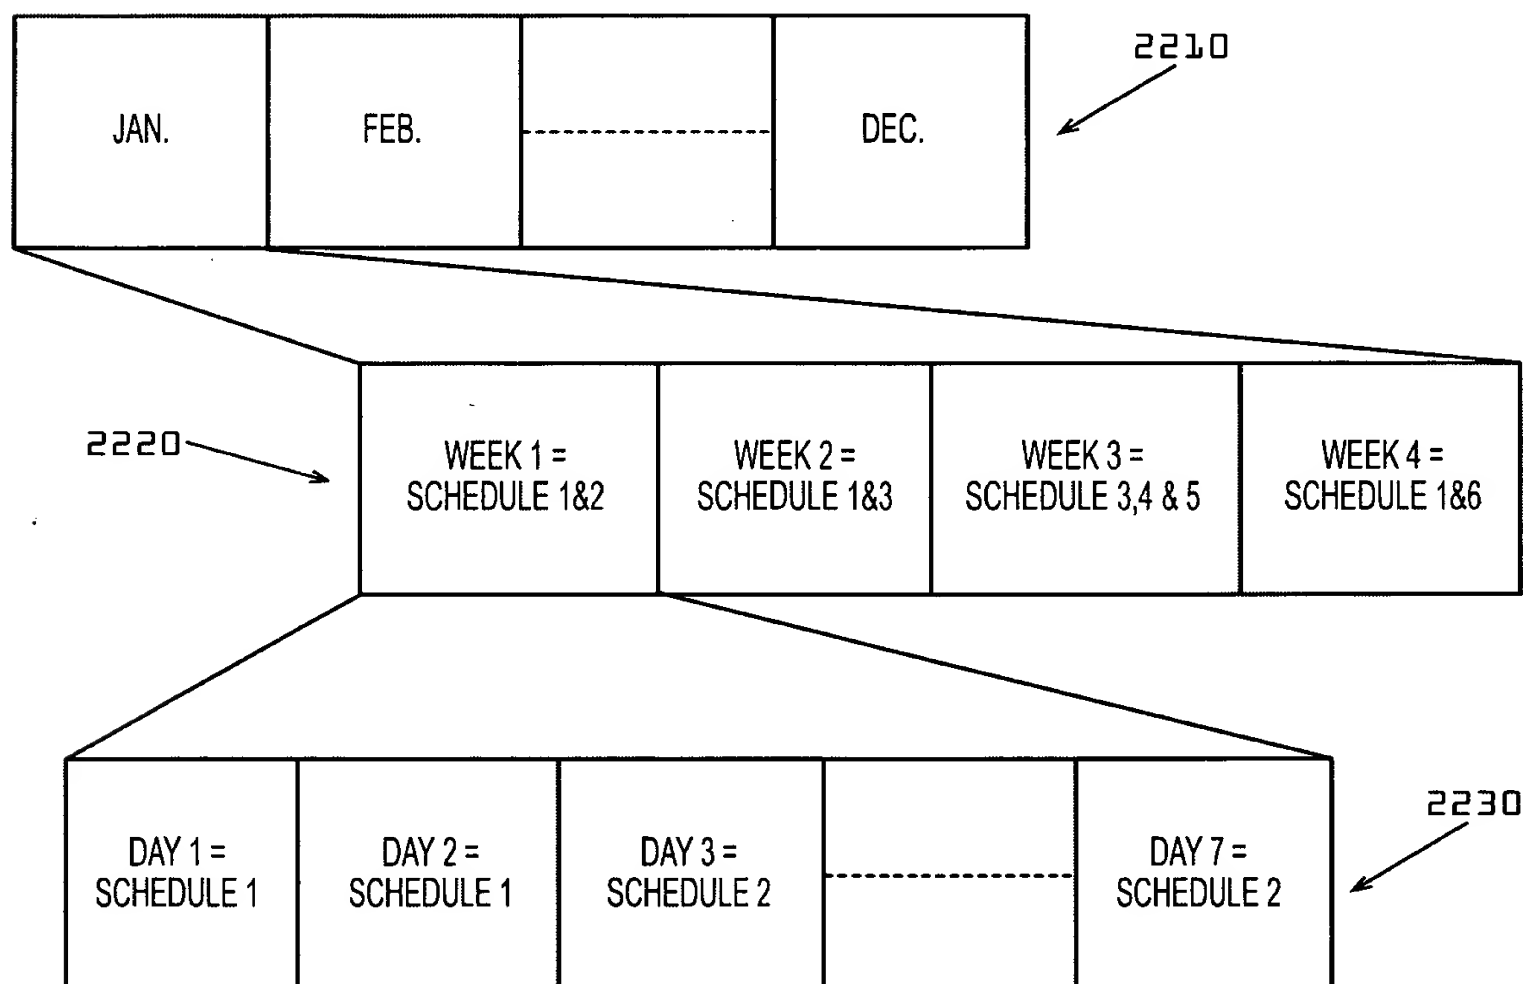 2210
JAN.
FEB.
DEC.
2220
WEEK 1 =
SCHEDULE 1&2
WEEK 2 =
SCHEDULE 1&3
WEEK 3 =
SCHEDULE 3,4 & 5
WEEK 4 =
SCHEDULE 1&6
2230
DAY 1 =
SCHEDULE 1
DAY 2 =
SCHEDULE 1
DAY 3 =
SCHEDULE 2
DAY 7 =
SCHEDULE 2